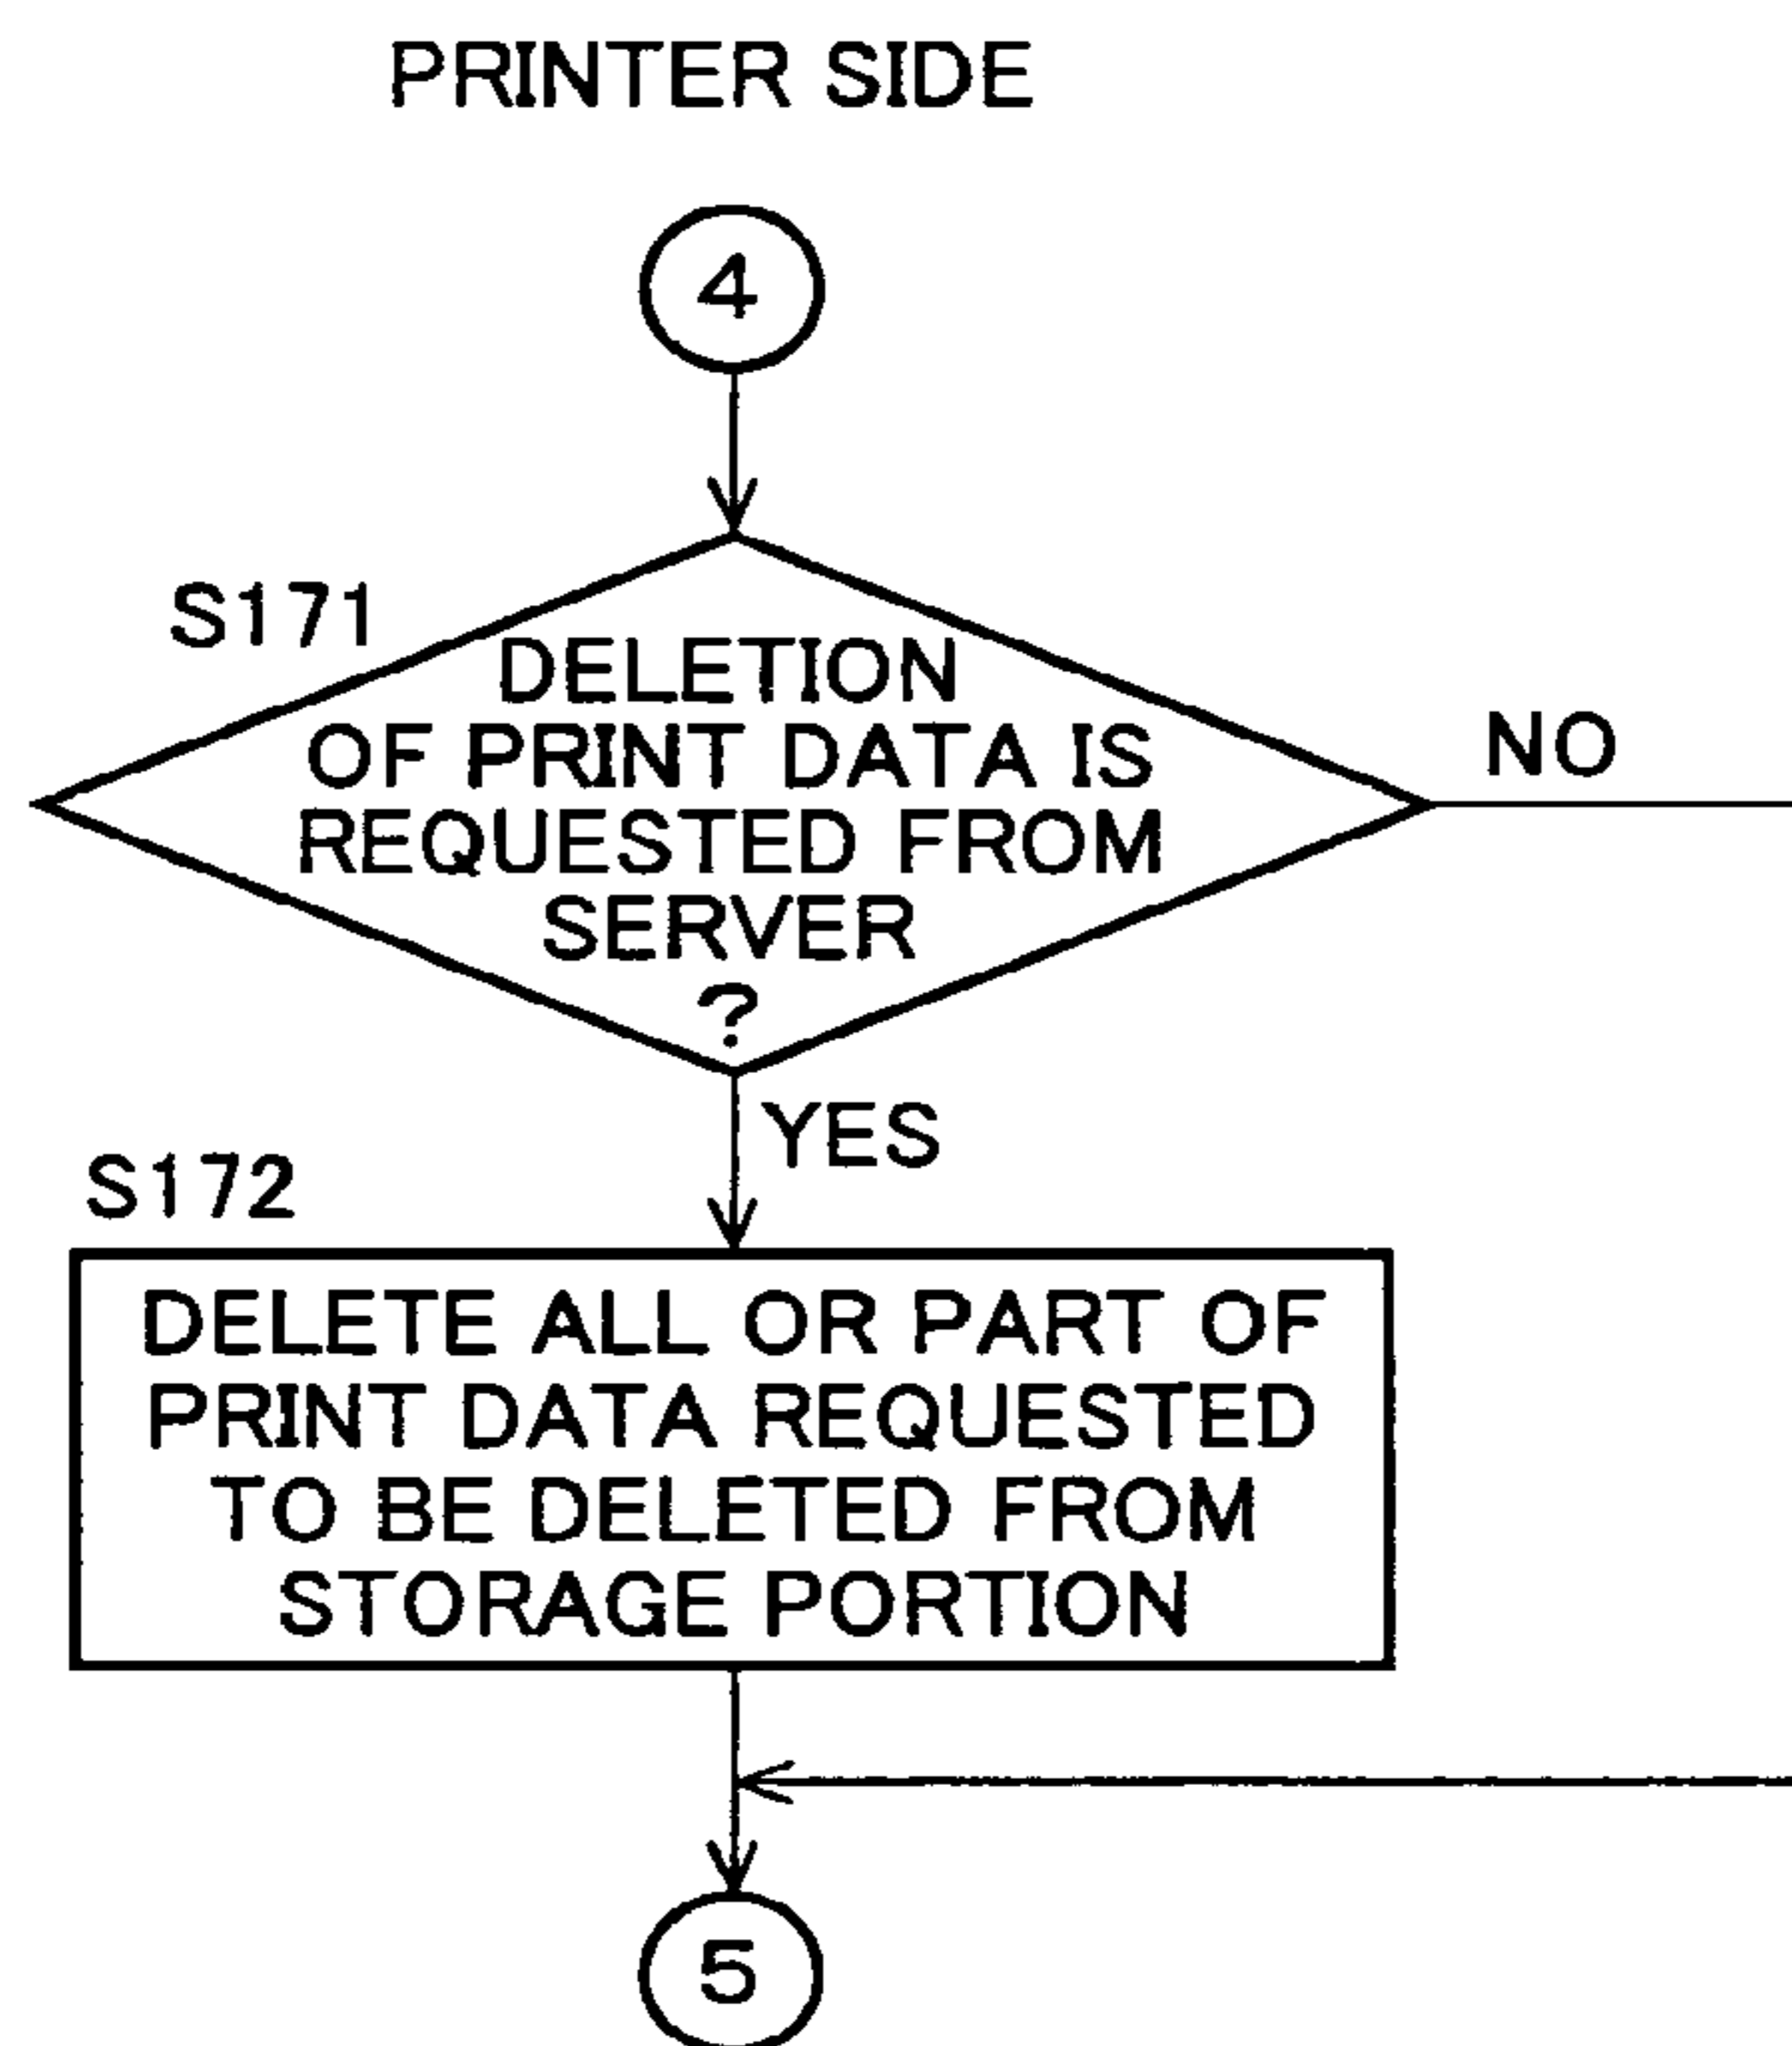 PRINTER SIDE
4
S171
DELETION
OF PRINT DATA IS
REQUESTED FROM
SERVER
?
NO
YES
S172
DELETE ALL OR PART OF
PRINT DATA REQUESTED
TO BE DELETED FROM
STORAGE PORTION
5